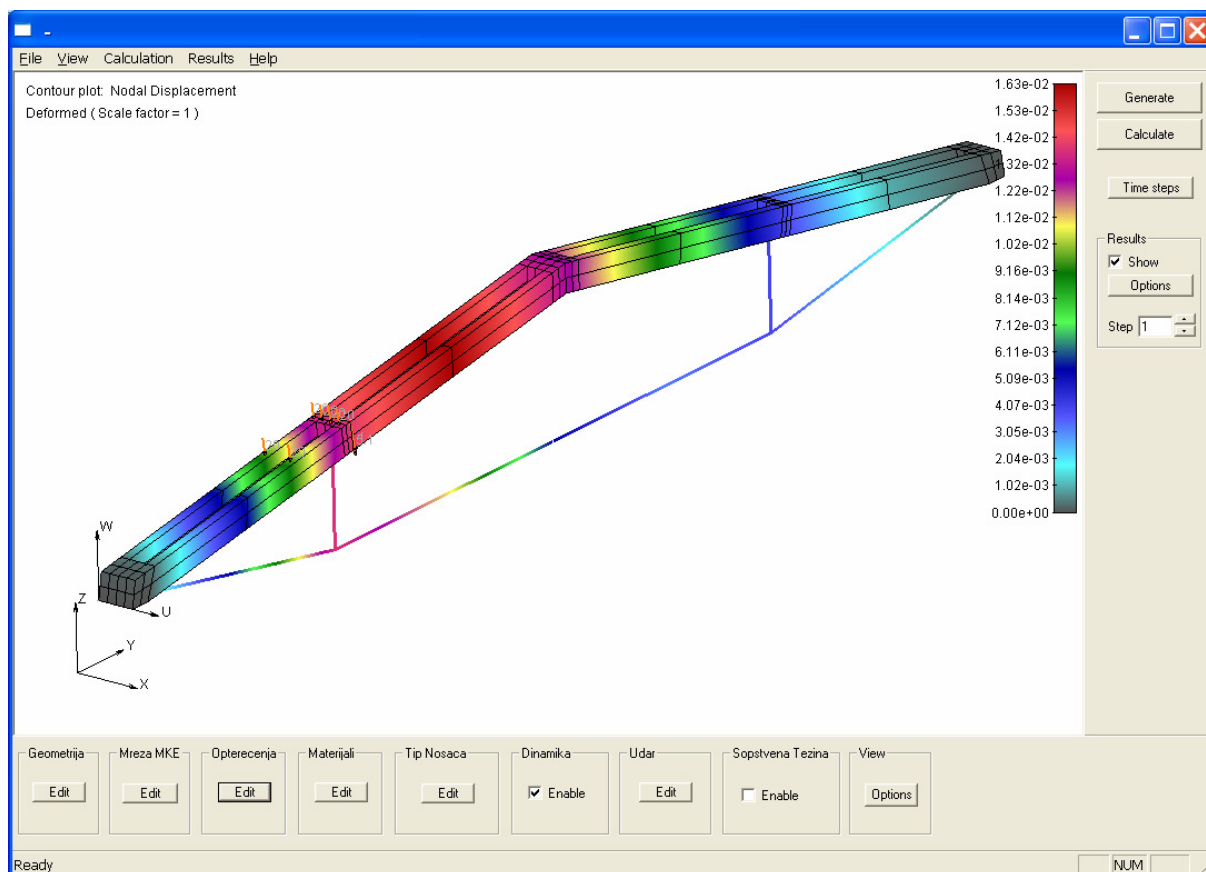 File View Calculation Results Help
Contour plot: Nodal Displacement
Deformed ( Scale factor = 1 )
1.63e-02
1.53e-02
1.42e-02
1.32e-02
1.22e-02
1.12e-02
1.02e-02
9.16e-03
8.14e-03
7.12e-03
6.11e-03
5.09e-03
4.07e-03
3.05e-03
2.04e-03
1.02e-03
0.00e+00
W
U
Z
Y
X
Generate
Calculate
Time steps
Results
Show
Options
Step 1
Geometrija
Edit
Mreza MKE
Edit
Opterecenja
Edit
Materijali
Edit
Tip Nosaca
Edit
Dinamika
Enable
Udar
Edit
Sopstvena Tezina
Enable
View
Options
Ready
NUM